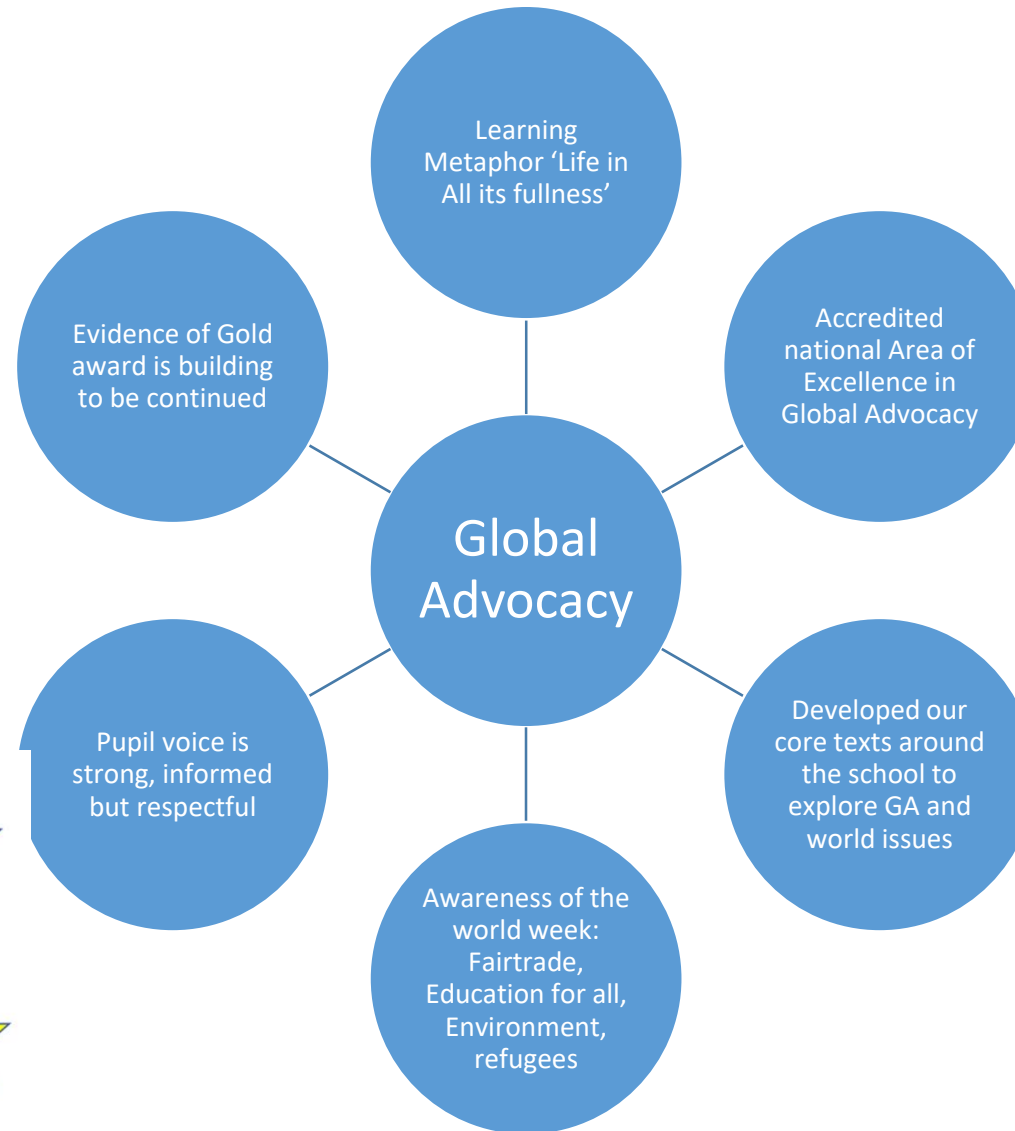 Learning
Metaphor ‘Life in
All its fullness’
Evidence of Gold
award is building
to be continued
Accredited
national Area of
Excellence in
Global Advocacy
Global
Advocacy
Pupil voice is
strong, informed
but respectful
Developed our
core texts around
the school to
explore GA and
world issues
Awareness of the
world week:
Fairtrade,
Education for all,
Environment,
refugees